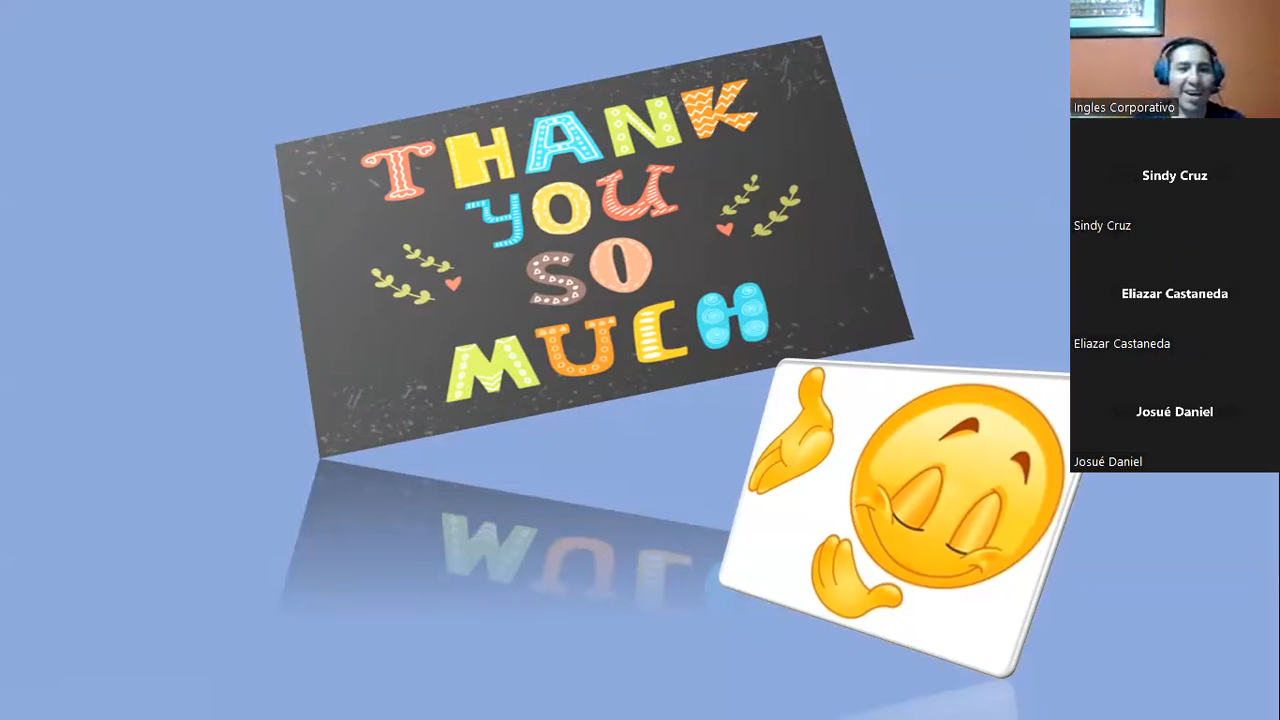 THANK
YOU
SO
MUCH
Ingles Corporativo
Sindy Cruz
Sindy Cruz
Eliazar Castaneda
Eliazar Castaneda
Josué Daniel
Josué Daniel